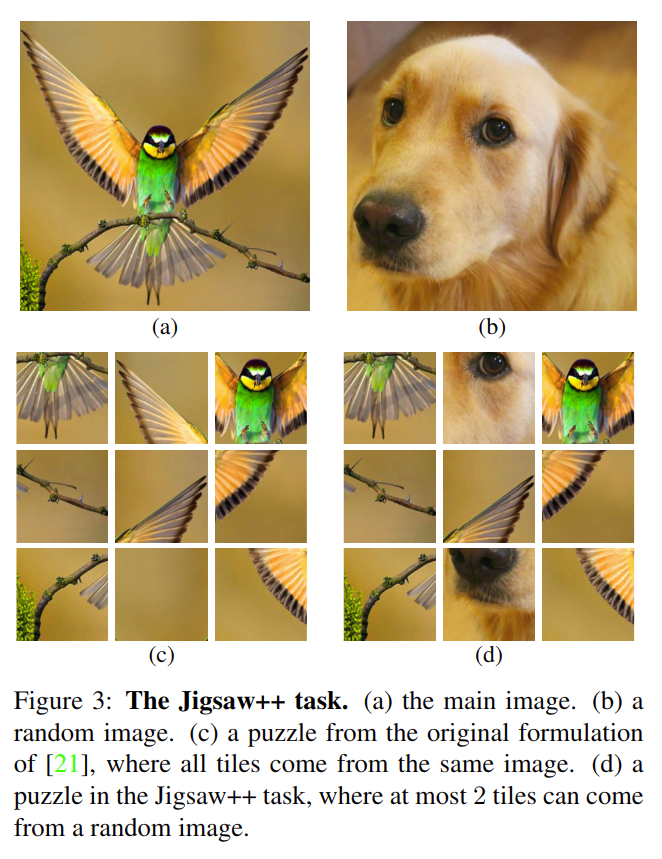 (a)
(b)
(c)
(d)
Figure 3: The Jigsaw++ task. (a) the main image. (b) a
random image. (c) a puzzle from the original formulation
of [21], where all tiles come from the same image. (d) a
puzzle in the Jigsaw++ task, where at most 2 tiles can come
from a random image.